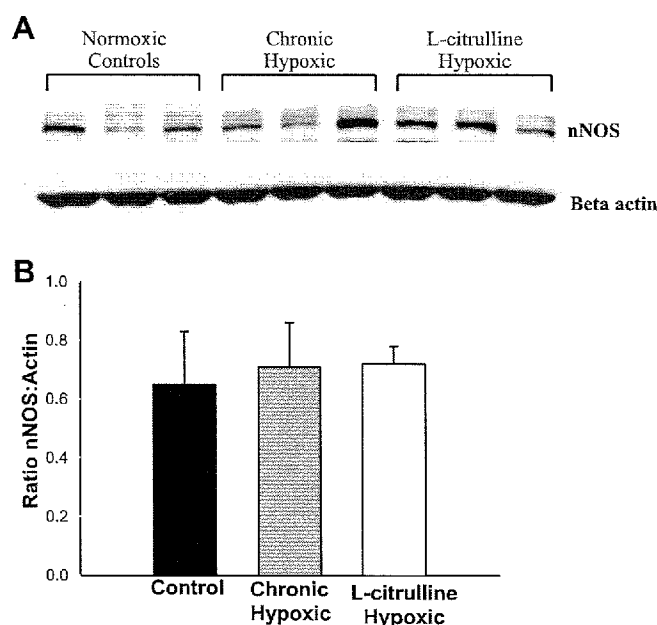 A
Normoxic
Controls
Chronic
Hypoxic
L-citrulline
Hypoxic
nNOS
Beta actin
B
Ratio nNOS:Actin
1.0
0.8
0.6
0.4
0.2
0.0
Control
Chronic
Hypoxic
L-citrulline
Hypoxic